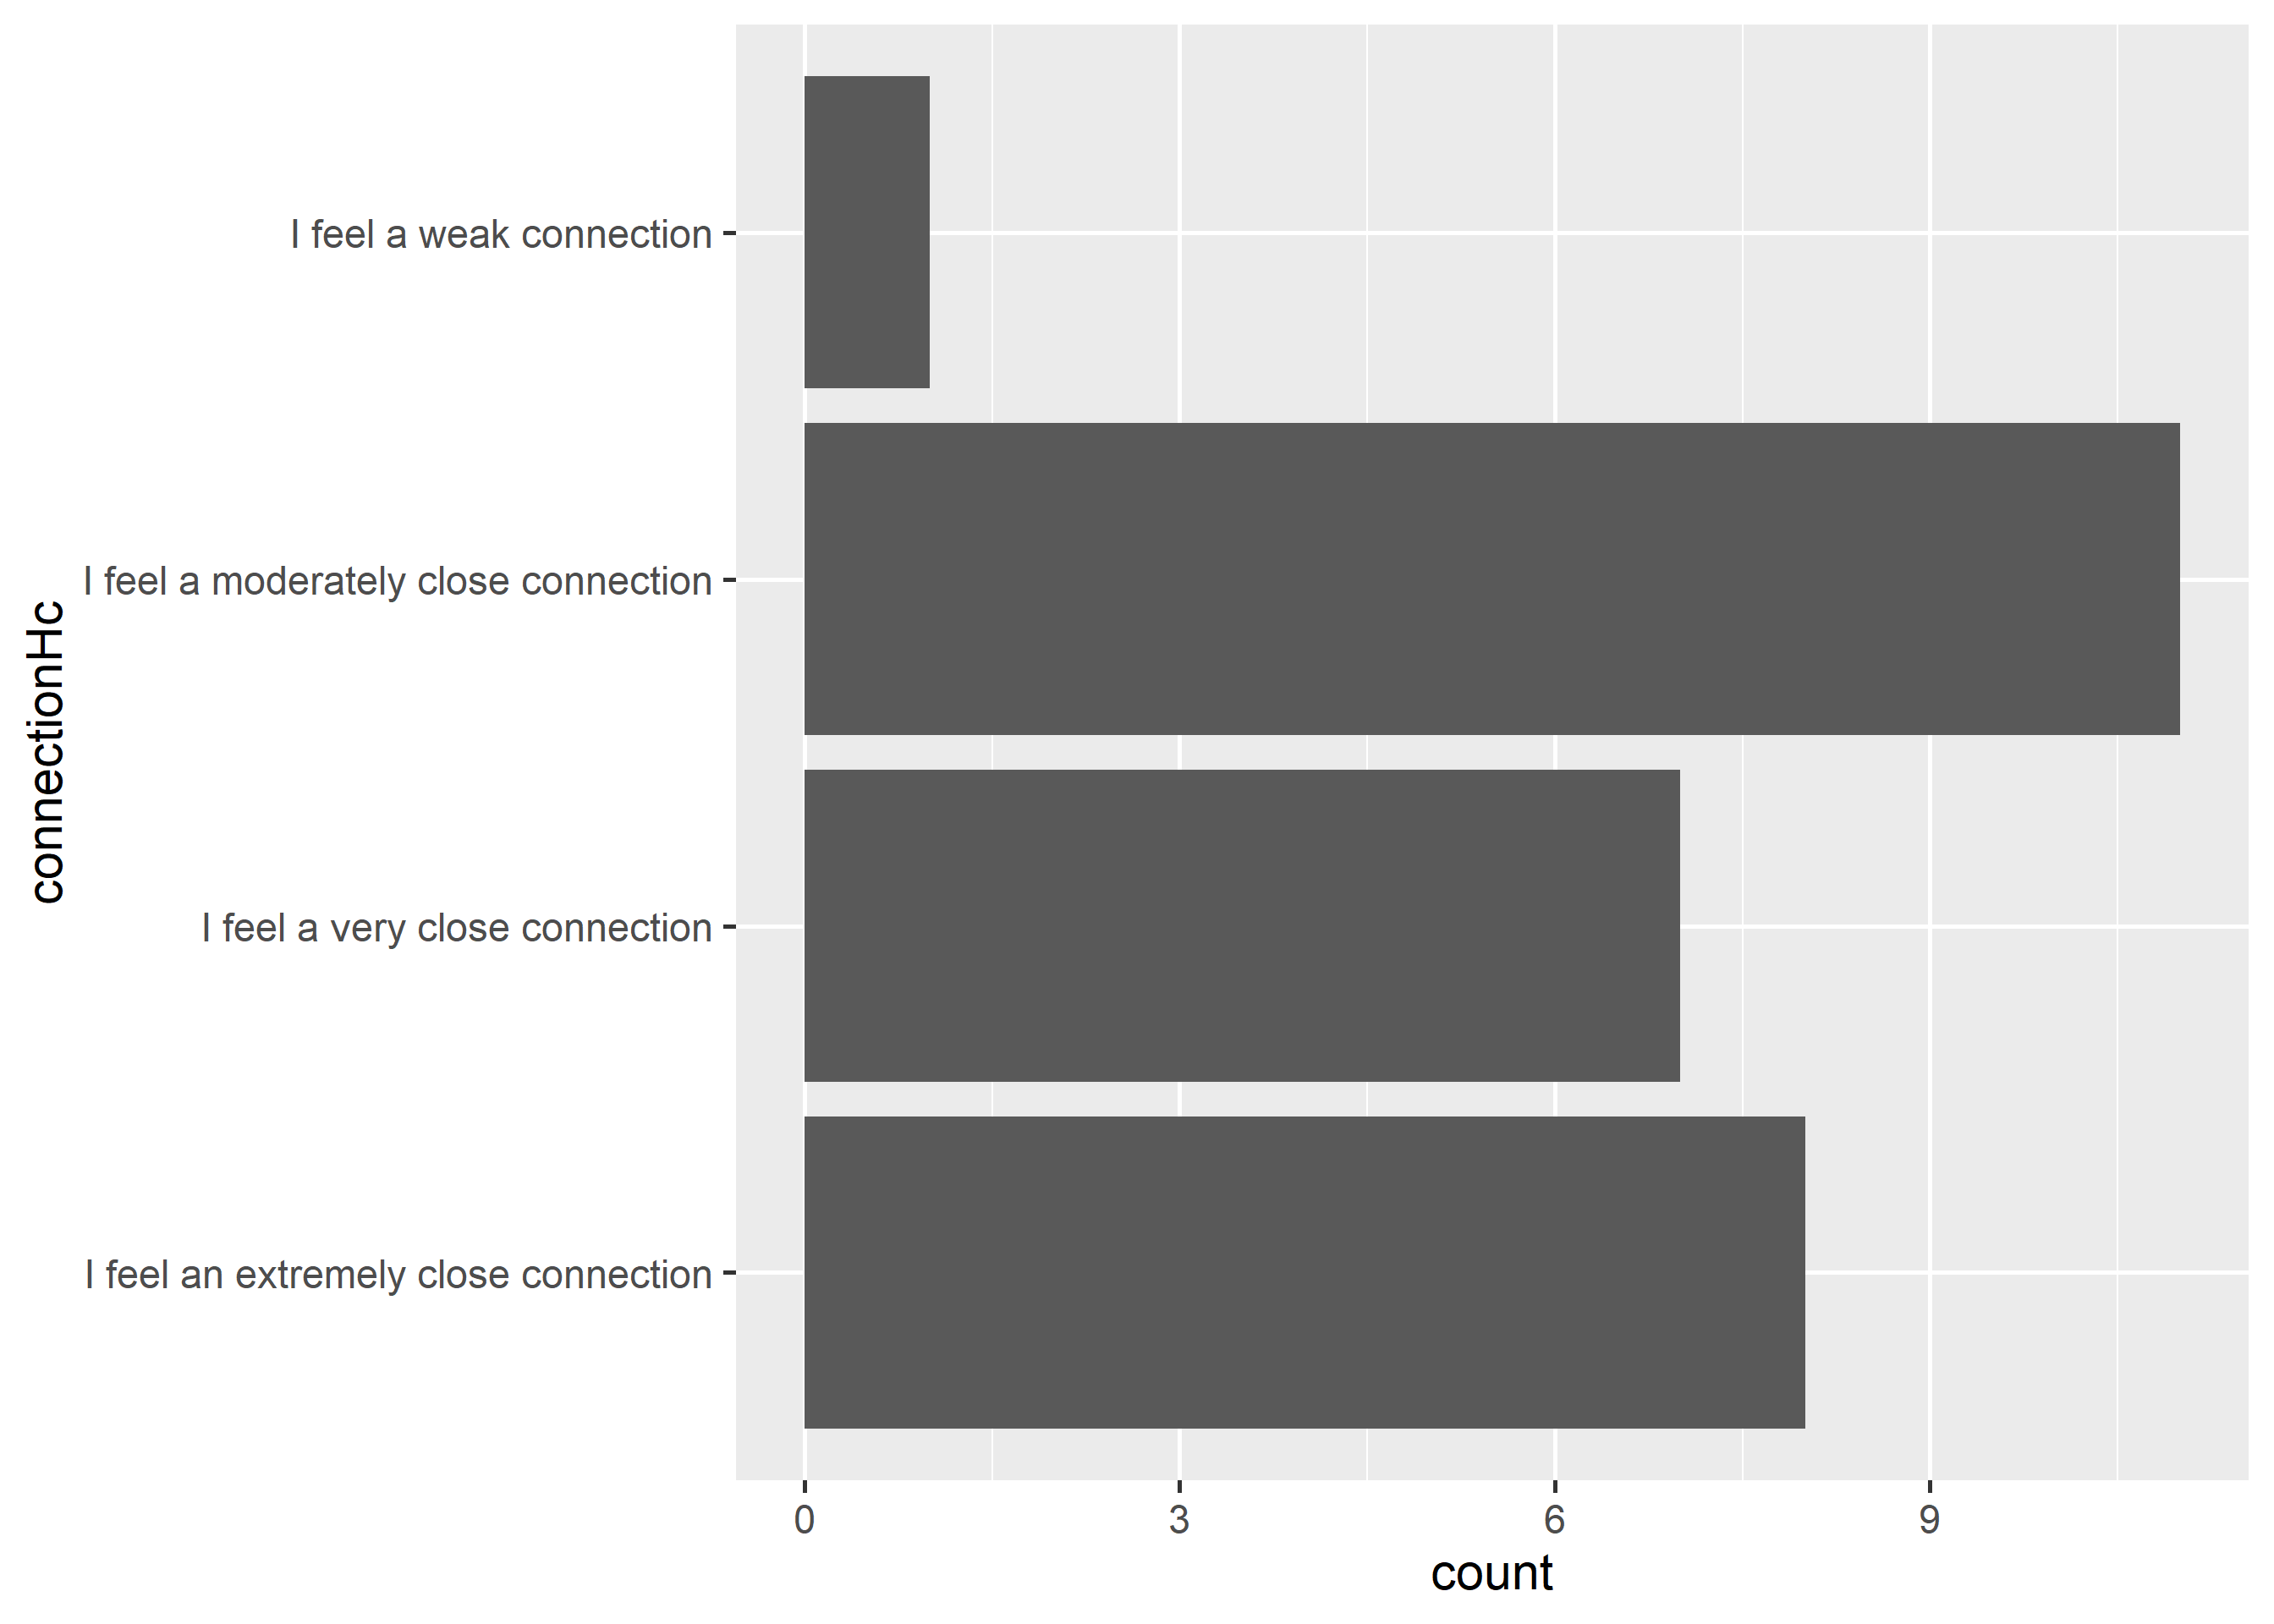 connectionHc
I feel a weak connection
I feel a moderately close connection
I feel a very close connection
I feel an extremely close connection
0 3 6 9
count